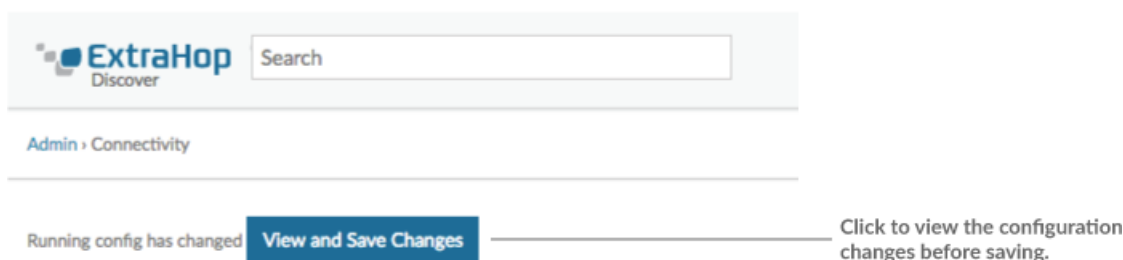 ExtraHop
Discover
Search
Admin › Connectivity
Running config has changed
View and Save Changes
Click to view the configuration
changes before saving.